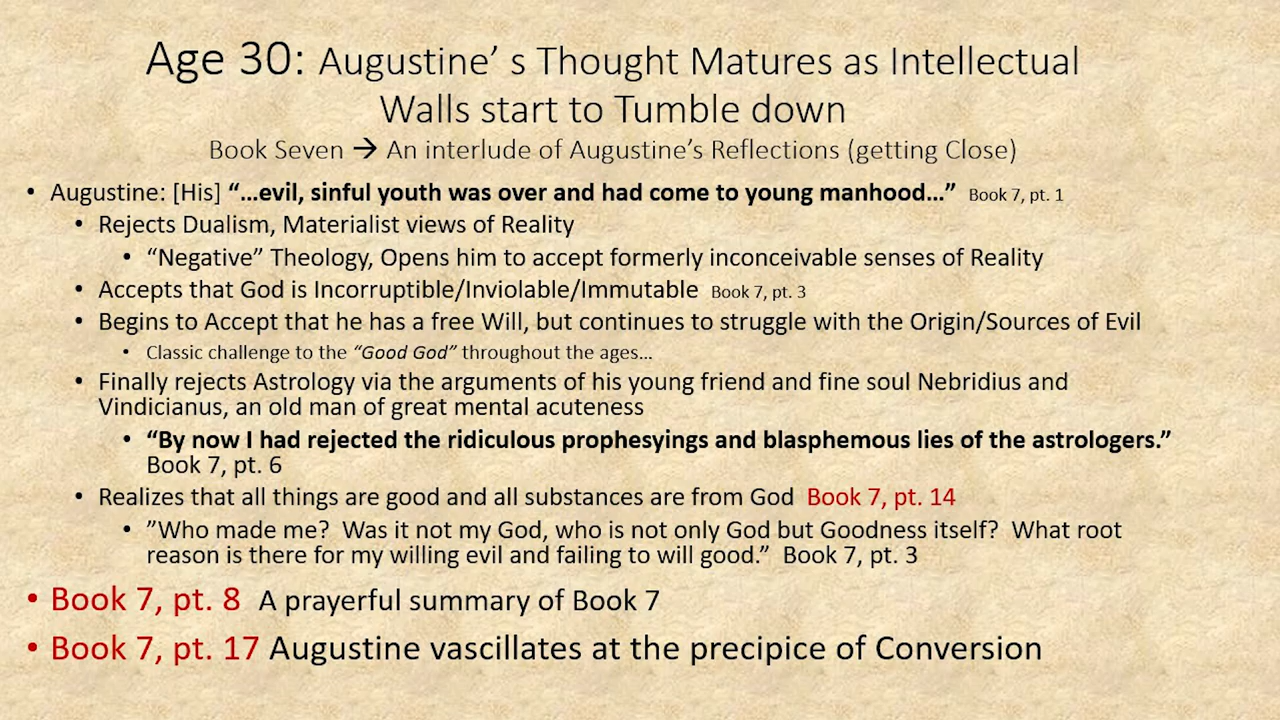 Age 30: Augustine’ s Thought Matures as Intellectual
Walls start to Tumble down
Book Seven → An interlude of Augustine’s Reflections (getting Close)
• Augustine: [His] “…evil, sinful youth was over and had come to young manhood…” Book 7, pt. 1
• Rejects Dualism, Materialist views of Reality
• “Negative” Theology, Opens him to accept formerly inconceivable senses of Reality
• Accepts that God is Incorruptible/Inviolable/Immutable Book 7, pt. 3
• Begins to Accept that he has a free Will, but continues to struggle with the Origin/Sources of Evil
• Classic challenge to the “Good God” throughout the ages…
• Finally rejects Astrology via the arguments of his young friend and fine soul Nebridius and
Vindicianus, an old man of great mental acuteness
• “By now I had rejected the ridiculous prophesyings and blasphemous lies of the astrologers.”
Book 7, pt. 6
• Realizes that all things are good and all substances are from God Book 7, pt. 14
• ”Who made me? Was it not my God, who is not only God but Goodness itself? What root
reason is there for my willing evil and failing to will good.” Book 7, pt. 3
• Book 7, pt. 8 A prayerful summary of Book 7
• Book 7, pt. 17 Augustine vascillates at the precipice of Conversion